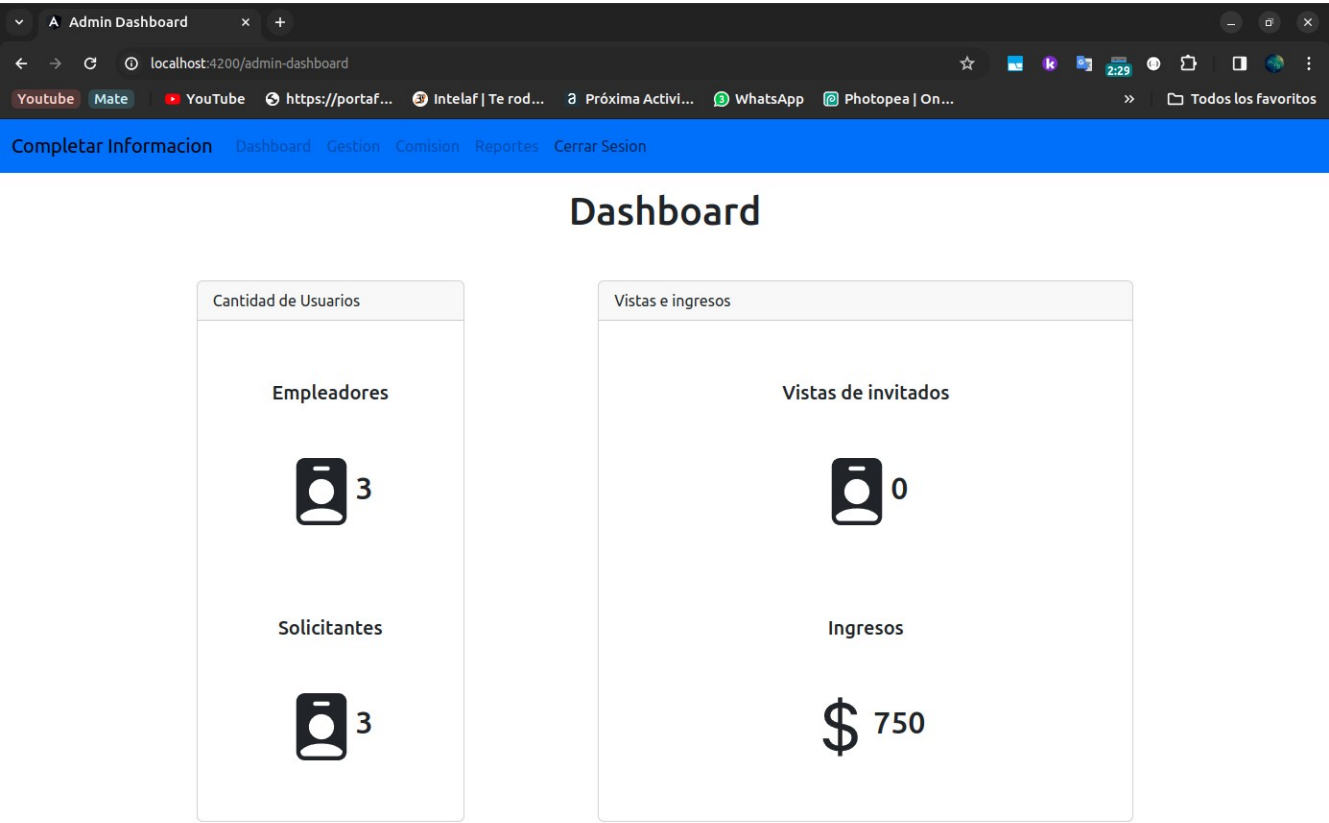 Admin Dashboard
localhost:4200/admin-dashboard
2:29
Youtube Mate YouTube https://portaf... Intelaf | Te rod... Próxima Activi... WhatsApp Photopea | On... » Todos los favoritos
Completar Informacion Dashboard Gestion Comision Reportes Cerrar Sesion
Dashboard
Cantidad de Usuarios
Empleadores
3
Solicitantes
3
Vistas e ingresos
Vistas de invitados
0
Ingresos
$ 750